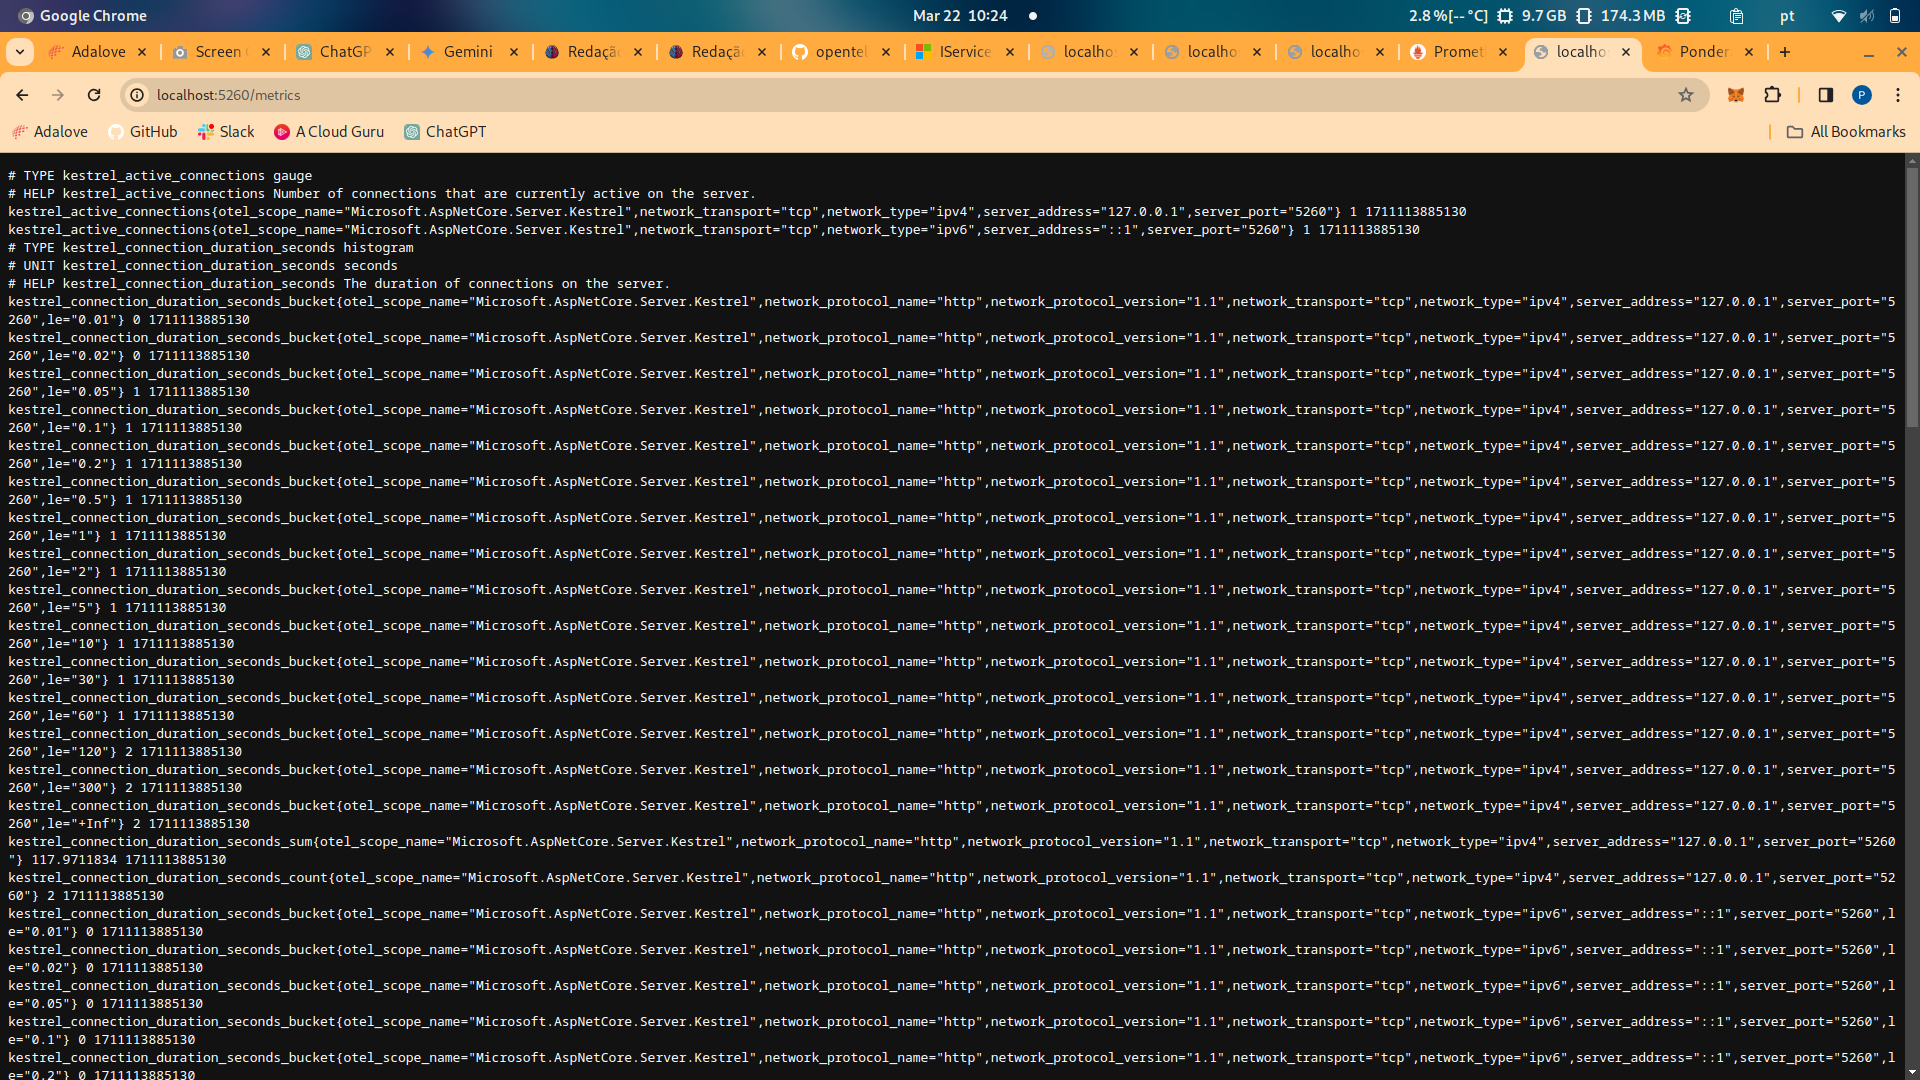 Google Chrome
Mar 22 10:24
2.8 %[-- °C] 9.7 GB 174.3 MB pt
Adalove
Screen
ChatGP
Gemini
Redaçã
Redaçã
opentel
IService
localho
localho
localho
Promet
localho
Ponder
localhost:5260/metrics
P
Adalove
GitHub
Slack
A Cloud Guru
ChatGPT
All Bookmarks
# TYPE kestrel_active_connections gauge
# HELP kestrel_active_connections Number of connections that are currently active on the server.
kestrel_active_connections{otel_scope_name="Microsoft.AspNetCore.Server.Kestrel",network_transport="tcp",network_type="ipv4",server_address="127.0.0.1",server_port="5260"} 1 1711113885130
kestrel_active_connections{otel_scope_name="Microsoft.AspNetCore.Server.Kestrel",network_transport="tcp",network_type="ipv6",server_address="::1",server_port="5260"} 1 1711113885130
# TYPE kestrel_connection_duration_seconds histogram
# UNIT kestrel_connection_duration_seconds seconds
# HELP kestrel_connection_duration_seconds The duration of connections on the server.
kestrel_connection_duration_seconds_bucket{otel_scope_name="Microsoft.AspNetCore.Server.Kestrel",network_protocol_name="http",network_protocol_version="1.1",network_transport="tcp",network_type="ipv4",server_address="127.0.0.1",server_port="5
260",le="0.01"} 0 1711113885130
kestrel_connection_duration_seconds_bucket{otel_scope_name="Microsoft.AspNetCore.Server.Kestrel",network_protocol_name="http",network_protocol_version="1.1",network_transport="tcp",network_type="ipv4",server_address="127.0.0.1",server_port="5
260",le="0.02"} 0 1711113885130
kestrel_connection_duration_seconds_bucket{otel_scope_name="Microsoft.AspNetCore.Server.Kestrel",network_protocol_name="http",network_protocol_version="1.1",network_transport="tcp",network_type="ipv4",server_address="127.0.0.1",server_port="5
260",le="0.05"} 1 1711113885130
kestrel_connection_duration_seconds_bucket{otel_scope_name="Microsoft.AspNetCore.Server.Kestrel",network_protocol_name="http",network_protocol_version="1.1",network_transport="tcp",network_type="ipv4",server_address="127.0.0.1",server_port="5
260",le="0.1"} 1 1711113885130
kestrel_connection_duration_seconds_bucket{otel_scope_name="Microsoft.AspNetCore.Server.Kestrel",network_protocol_name="http",network_protocol_version="1.1",network_transport="tcp",network_type="ipv4",server_address="127.0.0.1",server_port="5
260",le="0.2"} 1 1711113885130
kestrel_connection_duration_seconds_bucket{otel_scope_name="Microsoft.AspNetCore.Server.Kestrel",network_protocol_name="http",network_protocol_version="1.1",network_transport="tcp",network_type="ipv4",server_address="127.0.0.1",server_port="5
260",le="0.5"} 1 1711113885130
kestrel_connection_duration_seconds_bucket{otel_scope_name="Microsoft.AspNetCore.Server.Kestrel",network_protocol_name="http",network_protocol_version="1.1",network_transport="tcp",network_type="ipv4",server_address="127.0.0.1",server_port="5
260",le="1"} 1 1711113885130
kestrel_connection_duration_seconds_bucket{otel_scope_name="Microsoft.AspNetCore.Server.Kestrel",network_protocol_name="http",network_protocol_version="1.1",network_transport="tcp",network_type="ipv4",server_address="127.0.0.1",server_port="5
260",le="2"} 1 1711113885130
kestrel_connection_duration_seconds_bucket{otel_scope_name="Microsoft.AspNetCore.Server.Kestrel",network_protocol_name="http",network_protocol_version="1.1",network_transport="tcp",network_type="ipv4",server_address="127.0.0.1",server_port="5
260",le="5"} 1 1711113885130
kestrel_connection_duration_seconds_bucket{otel_scope_name="Microsoft.AspNetCore.Server.Kestrel",network_protocol_name="http",network_protocol_version="1.1",network_transport="tcp",network_type="ipv4",server_address="127.0.0.1",server_port="5
260",le="10"} 1 1711113885130
kestrel_connection_duration_seconds_bucket{otel_scope_name="Microsoft.AspNetCore.Server.Kestrel",network_protocol_name="http",network_protocol_version="1.1",network_transport="tcp",network_type="ipv4",server_address="127.0.0.1",server_port="5
260",le="30"} 1 1711113885130
kestrel_connection_duration_seconds_bucket{otel_scope_name="Microsoft.AspNetCore.Server.Kestrel",network_protocol_name="http",network_protocol_version="1.1",network_transport="tcp",network_type="ipv4",server_address="127.0.0.1",server_port="5
260",le="60"} 1 1711113885130
kestrel_connection_duration_seconds_bucket{otel_scope_name="Microsoft.AspNetCore.Server.Kestrel",network_protocol_name="http",network_protocol_version="1.1",network_transport="tcp",network_type="ipv4",server_address="127.0.0.1",server_port="5
260",le="120"} 2 1711113885130
kestrel_connection_duration_seconds_bucket{otel_scope_name="Microsoft.AspNetCore.Server.Kestrel",network_protocol_name="http",network_protocol_version="1.1",network_transport="tcp",network_type="ipv4",server_address="127.0.0.1",server_port="5
260",le="300"} 2 1711113885130
kestrel_connection_duration_seconds_bucket{otel_scope_name="Microsoft.AspNetCore.Server.Kestrel",network_protocol_name="http",network_protocol_version="1.1",network_transport="tcp",network_type="ipv4",server_address="127.0.0.1",server_port="5
260",le="+Inf"} 2 1711113885130
kestrel_connection_duration_seconds_sum{otel_scope_name="Microsoft.AspNetCore.Server.Kestrel",network_protocol_name="http",network_protocol_version="1.1",network_transport="tcp",network_type="ipv4",server_address="127.0.0.1",server_port="5260
"} 117.9711834 1711113885130
kestrel_connection_duration_seconds_count{otel_scope_name="Microsoft.AspNetCore.Server.Kestrel",network_protocol_name="http",network_protocol_version="1.1",network_transport="tcp",network_type="ipv4",server_address="127.0.0.1",server_port="52
60"} 2 1711113885130
kestrel_connection_duration_seconds_bucket{otel_scope_name="Microsoft.AspNetCore.Server.Kestrel",network_protocol_name="http",network_protocol_version="1.1",network_transport="tcp",network_type="ipv6",server_address="::1",server_port="5260",l
e="0.01"} 0 1711113885130
kestrel_connection_duration_seconds_bucket{otel_scope_name="Microsoft.AspNetCore.Server.Kestrel",network_protocol_name="http",network_protocol_version="1.1",network_transport="tcp",network_type="ipv6",server_address="::1",server_port="5260",l
e="0.02"} 0 1711113885130
kestrel_connection_duration_seconds_bucket{otel_scope_name="Microsoft.AspNetCore.Server.Kestrel",network_protocol_name="http",network_protocol_version="1.1",network_transport="tcp",network_type="ipv6",server_address="::1",server_port="5260",l
e="0.05"} 0 1711113885130
kestrel_connection_duration_seconds_bucket{otel_scope_name="Microsoft.AspNetCore.Server.Kestrel",network_protocol_name="http",network_protocol_version="1.1",network_transport="tcp",network_type="ipv6",server_address="::1",server_port="5260",l
e="0.1"} 0 1711113885130
kestrel_connection_duration_seconds_bucket{otel_scope_name="Microsoft.AspNetCore.Server.Kestrel",network_protocol_name="http",network_protocol_version="1.1",network_transport="tcp",network_type="ipv6",server_address="::1",server_port="5260",l
e="0.2"} 0 1711113885130